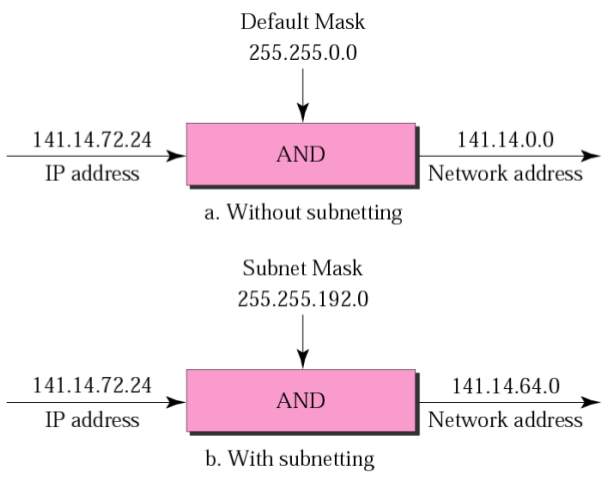 Default Mask
255.255.0.0
141.14.72.24
AND
141.14.0.0
IP address
Network address
a. Without subnetting
Subnet Mask
255.255.192.0
141.14.72.24
AND
141.14.64.0
IP address
Network address
b. With subnetting